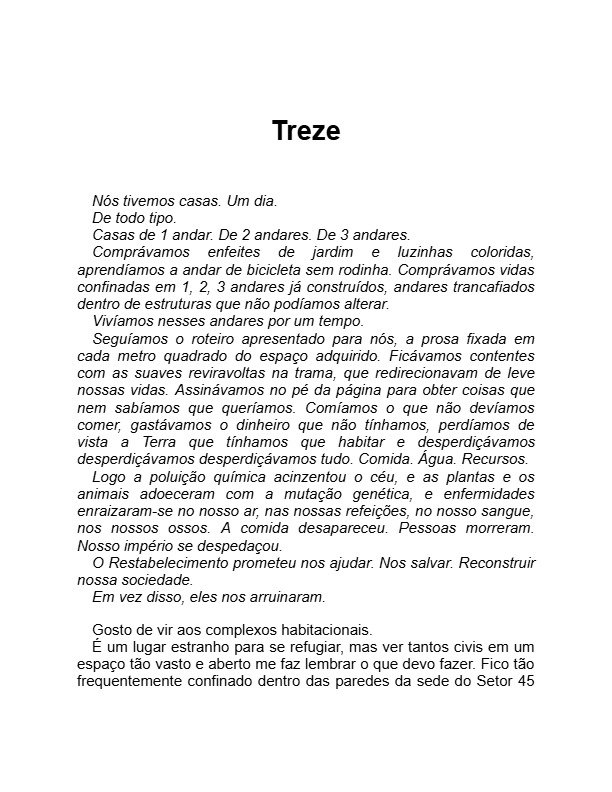 Treze
Nós tivemos casas. Um dia.
De todo tipo.
Casas de 1 andar. De 2 andares. De 3 andares.
Comprávamos enfeites de jardim e luzinhas coloridas,
aprendíamos a andar de bicicleta sem rodinha. Comprávamos vidas
confinadas em 1, 2, 3 andares já construídos, andares trancafiados
dentro de estruturas que não podíamos alterar.
Vivíamos nesses andares por um tempo.
Seguíamos o roteiro apresentado para nós, a prosa fixada em
cada metro quadrado do espaço adquirido. Ficávamos contentes
com as suaves reviravoltas na trama, que redirecionavam de leve
nossas vidas. Assinávamos no pé da página para obter coisas que
nem sabíamos que queríamos. Comíamos o que não devíamos
comer, gastávamos o dinheiro que não tínhamos, perdíamos de
vista a Terra que tínhamos que habitar e desperdiçávamos
desperdiçávamos desperdiçávamos tudo. Comida. Água. Recursos.
Logo a poluição química acinzentou o céu, e as plantas e os
animais adoeceram com a mutação genética, e enfermidades
enraizaram-se no nosso ar, nas nossas refeições, no nosso sangue,
nos nossos ossos. A comida desapareceu. Pessoas morreram.
Nosso império se despedaçou.
O Restabelecimento prometeu nos ajudar. Nos salvar. Reconstruir
nossa sociedade.
Em vez disso, eles nos arruinaram.
Gosto de vir aos complexos habitacionais.
É um lugar estranho para se refugiar, mas ver tantos civis em um
espaço tão vasto e aberto me faz lembrar o que devo fazer. Fico tão
frequentemente confinado dentro das paredes da sede do Setor 45